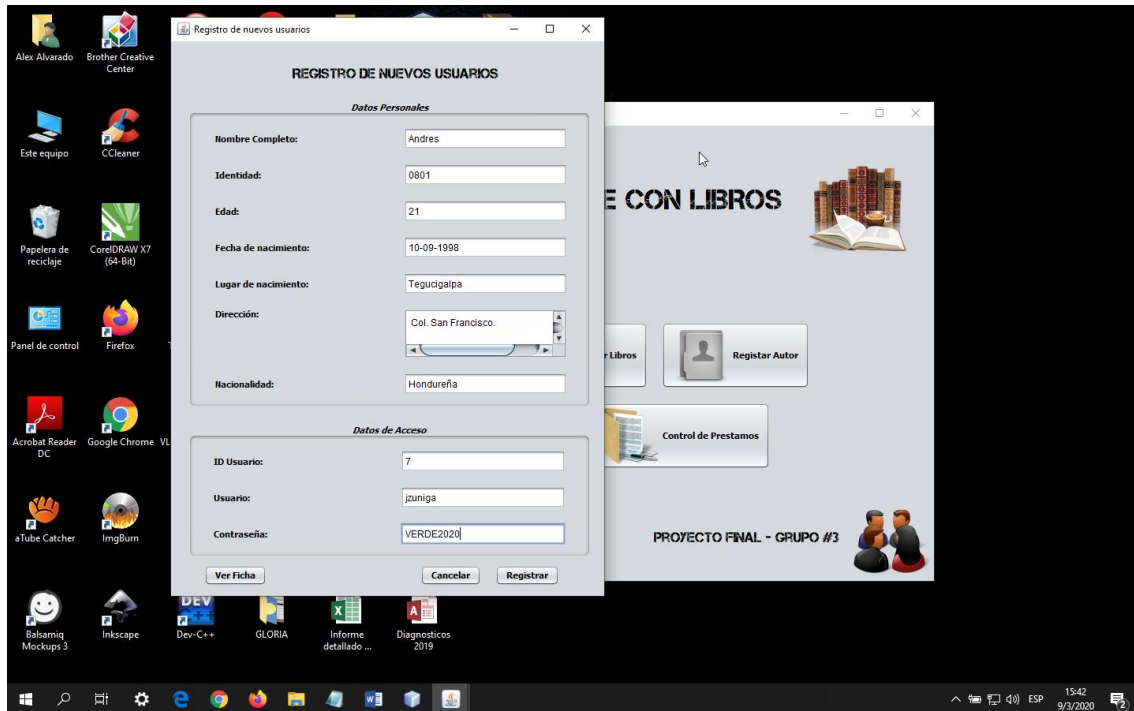 Alex Alvarado
Brother Creative
Center
Este equipo
CCleaner
Papelera de
reciclaje
CorelDRAW X7
(64-Bit)
Panel de control
Firefox
Acrobat Reader
DC
Google Chrome
VL
aTube Catcher
ImgBurn
Balsamiq
Mockups 3
Inkscape
DEV
C++
Dev-C++
GLORIA
Informe
detallado ...
Diagnosticos
2019
Registro de nuevos usuarios
REGISTRO DE NUEVOS USUARIOS
Datos Personales
Nombre Completo: Andres
Identidad: 0801
Edad: 21
Fecha de nacimiento: 10-09-1998
Lugar de nacimiento: Tegucigalpa
Dirección: Col. San Francisco.
Nacionalidad: Hondureña
Datos de Acceso
ID Usuario: 7
Usuario: jzuniga
Contraseña: VERDE2020
Ver Ficha Cancelar Registrar
E CON LIBROS
r Libros
Registar Autor
Control de Prestamos
PROYECTO FINAL - GRUPO #3
ESP
15:42
9/3/2020
2